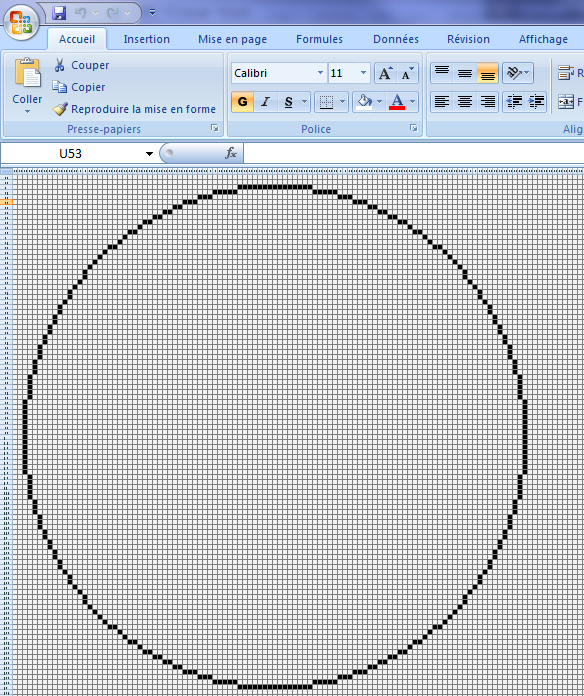 Accueil Insertion Mise en page Formules Données Révision Affichage
Coller
Couper
Copier
Reproduire la mise en forme
Presse-papiers
Calibri 11 A A
G I S A
Police
R
F
Alig
U53 fx